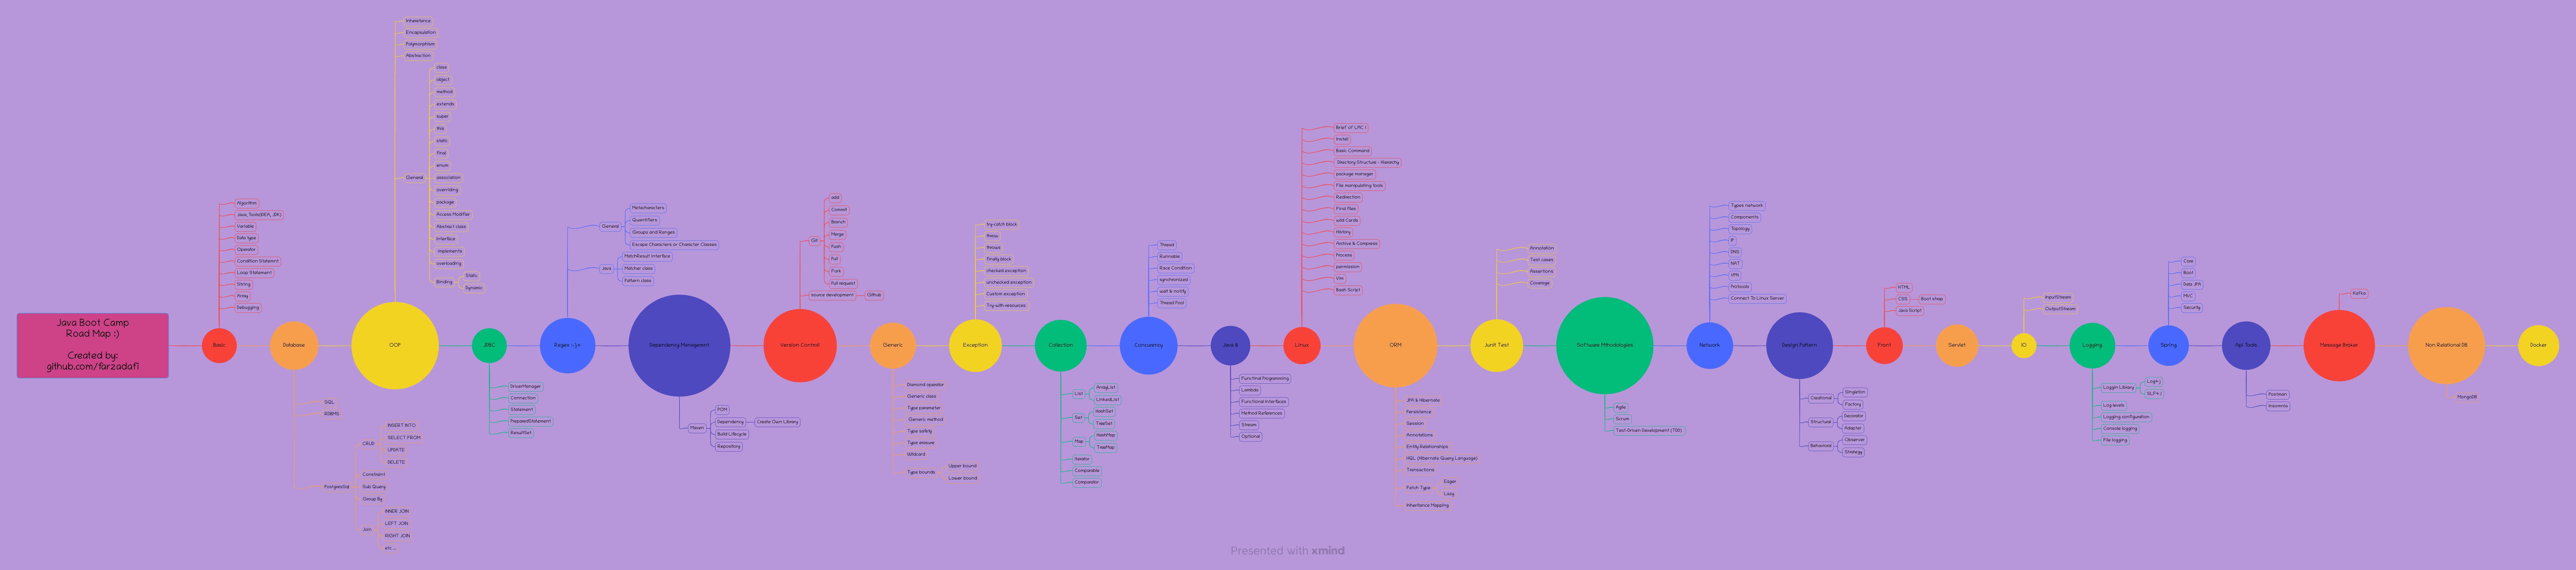 Java Boot Camp
Road Map :)
Created by:
github.com/farzadafi
Basic
Algorithm
Java, Tools(IDEA, JDK)
Variable
Data type
Operator
Condition Statemnt
Loop Statement
String
Array
Debugging
Database
SQL
RDBMS
PostgresSql
CRUD
INSERT INTO
SELECT FROM
UPDATE
DELETE
Constraint
Sub Query
Group By
Join
INNER JOIN
LEFT JOIN
RIGHT JOIN
etc ...
OOP
Inheretance
Encapsulation
Polymorphism
Abstraction
General
class
object
method
extends
super
this
static
final
enum
association
overriding
package
Access Modifier
Abstract class
interface
implements
overloading
Binding
Static
Dynamic
JDBC
DriverManager
Connection
Statement
PreparedStatement
ResultSet
General
Metacharacters
Quantifiers
Groups and Ranges
Escape Characters or Character Classes
Java
MatchResult interface
Matcher class
Pattern class
Dependency Managemnt
Maven
POM
Dependency
Create Own Library
Build Lifecycle
Repository
Version Controll
Git
add
Commit
Branch
Merge
Push
Pull
Fork
Pull request
source development
Github
Generic
Diamond operator
Generic class
Type parameter
Generic method
Type safety
Type erasure
Wildcard
Type bounds
Upper bound
Lower bound
Exception
try-catch block
throw
throws
finally block
checked exception
unchecked exception
Custom exception
Try-with-resources
Collection
List
ArrayList
LinkedList
Set
HashSet
TreeSet
Map
HashMap
TreeMap
Iterator
Comparable
Comparator
Concurency
Thread
Runnable
Race Condition
synchronized
wait & notify
Thread Pool
Java 8
Functinal Programming
Lambda
Functional Interfaces
Method References
Stream
Optional
Linux
Install
Basic Command
Directory Structure - Hierarchy
package manager
File manipulating tools
Redirection
Find files
wild Cards
History
Archive & Compress
Process
permission
Vim
Bash Script
ORM
JPA & Hibernate
Persistence
Session
Annotations
Entity Relationships
HQL (Hibernate Query Language)
Transactions
Fetch Type
Eager
Lazy
Inheritance Mapping
Junit Test
Annotation
Test cases
Assertions
Coverage
Software Mthodologies
Agile
Scrum
Test-Driven Development (TDD)
Network
Types network
Components
Topology
IP
DNS
NAT
VPN
Protocols
Connect To Linux Server
Design Pattern
Creational
Singleton
Factory
Structural
Decorator
Adapter
Behavioral
Observer
Strategy
Front
HTML
CSS
Boot strap
Java Script
Servlet
IO
InputStream
OutputStream
Logging
Loggin Library
Log4j
SLF4J
Log levels
Logging configuration
Console logging
File logging
Spring
Core
Boot
Data JPA
MVC
Security
Api Tools
Postman
Insomnia
Message Broker
Kafka
Non Relational DB
MongoDB
Docker
Presented with xmind